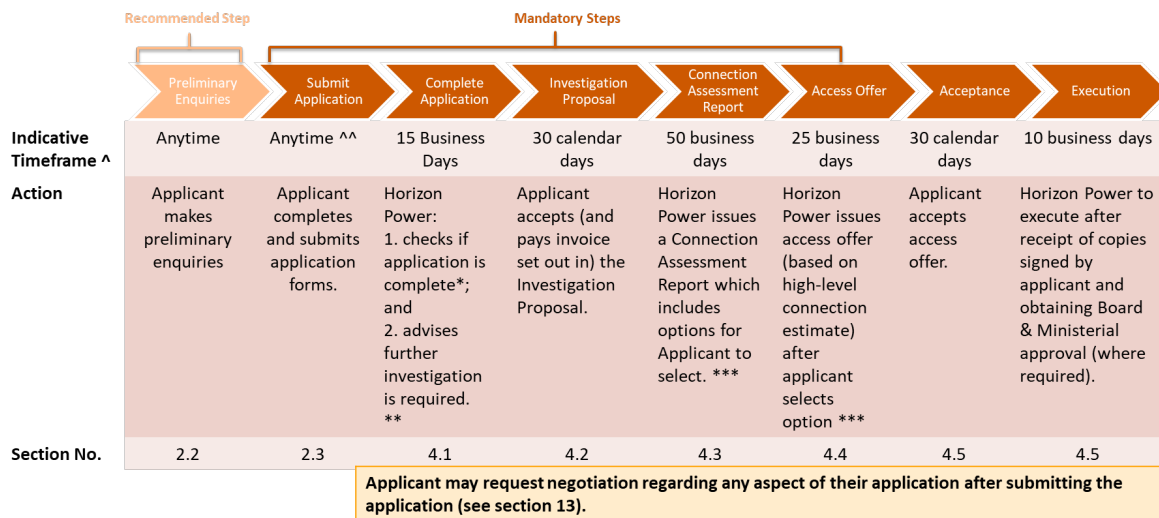 Recommended Step
Mandatory Steps
Preliminary
Enquiries
Submit
Application
Complete
Application
Investigation
Proposal
Connection
Assessment
Report
Access Offer
Acceptance
Execution
Indicative
Timeframe ^
Anytime
Anytime ^^
15 Business
Days
30 calendar
days
50 business
days
25 business
days
30 calendar
days
10 business days
Action
Applicant
makes
preliminary
enquiries
Applicant
completes
and submits
application
forms.
Horizon
Power:
1. checks if
application is
complete*;
and
2. advises
further
investigation
is required.
**
Applicant
accepts (and
pays invoice
set out in) the
Investigation
Proposal.
Horizon
Power issues
a Connection
Assessment
Report which
includes
options for
Applicant to
select. ***
Horizon
Power issues
access offer
(based on
high-level
connection
estimate)
after
applicant
selects
option ***
Applicant
accepts
access
offer.
Horizon Power to
execute after
receipt of copies
signed by
applicant and
obtaining Board
& Ministerial
approval (where
required).
Section No.
2.2
2.3
4.1
4.2
4.3
4.4
4.5
4.5
Applicant may request negotiation regarding any aspect of their application after submitting the
application (see section 13).